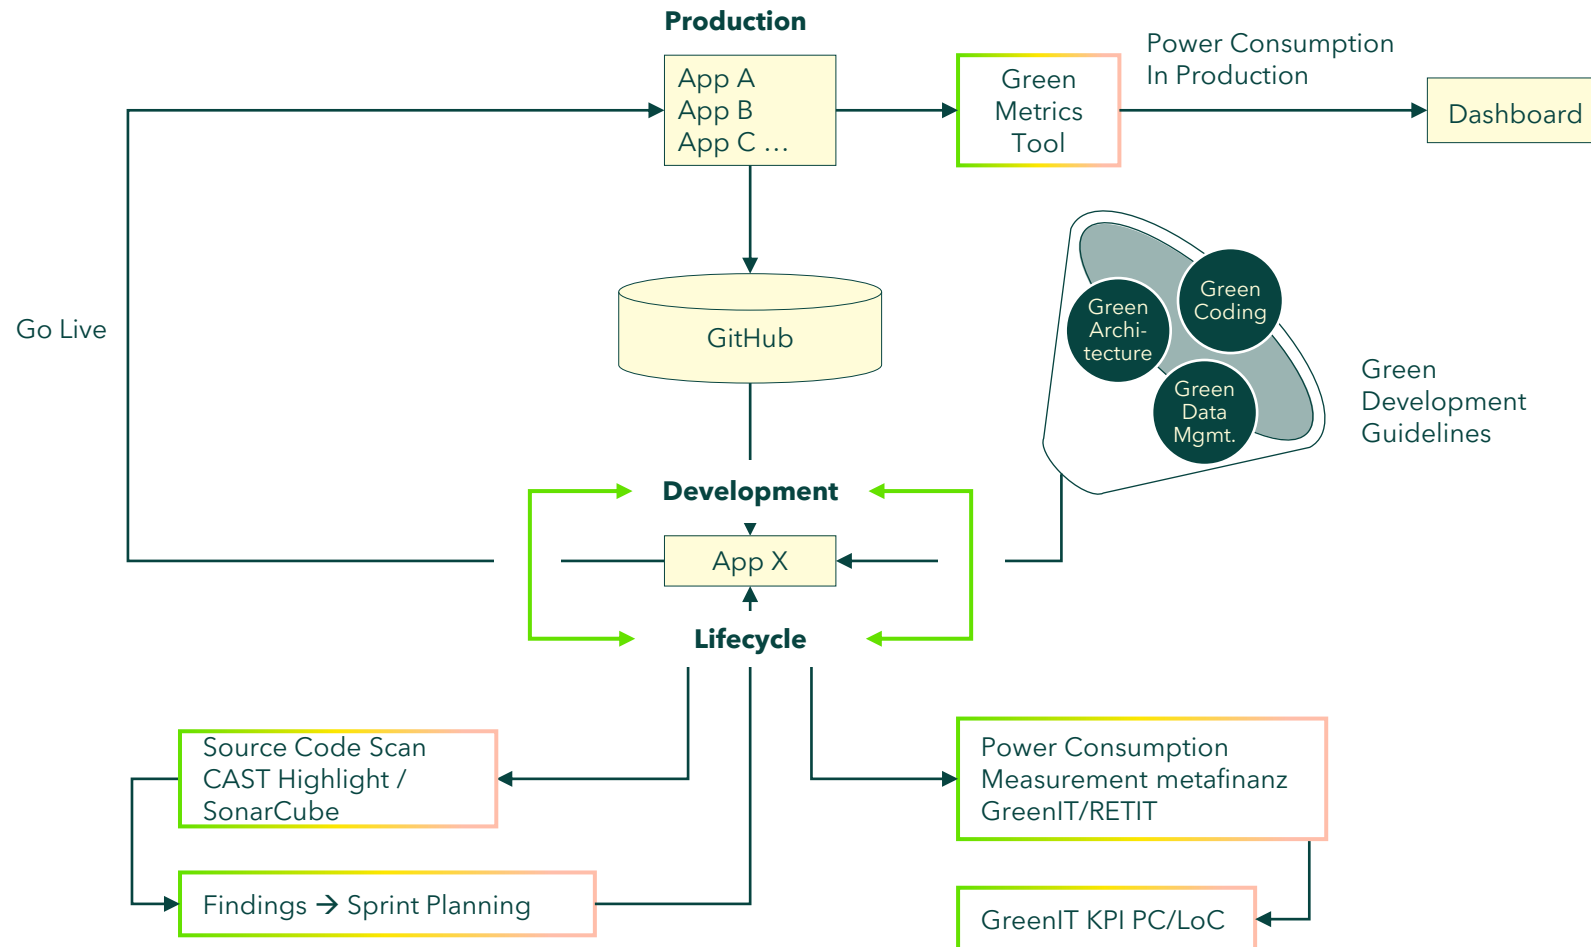 Production
App A
App B
App C ...
Green
Metrics
Tool
Power Consumption
In Production
Dashboard
Go Live
GitHub
Green
Archi-
tecture
Green
Coding
Green
Data
Mgmt.
Green
Development
Guidelines
Development
App X
Lifecycle
Source Code Scan
CAST Highlight /
SonarCube
Findings → Sprint Planning
Power Consumption
Measurement metafinanz
GreenIT/RETIT
GreenIT KPI PC/LoC